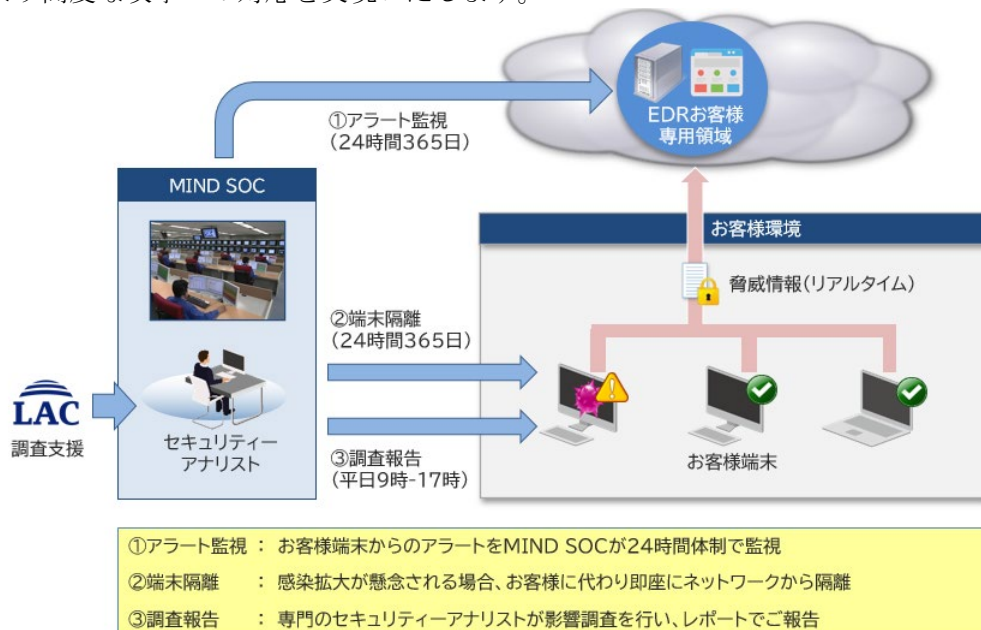 EDRお客様
専用領域
①アラート監視
(24時間365日)
MIND SOC
お客様環境
脅威情報(リアルタイム)
②端末隔離
(24時間365日)
LAC
調査支援
セキュリティー
アナリスト
③調査報告
(平日9時-17時)
お客様端末
①アラート監視 : お客様端末からのアラートをMIND SOCが24時間体制で監視
②端末隔離 : 感染拡大が懸念される場合、お客様に代わり即座にネットワークから隔離
③調査報告 : 専門のセキュリティーアナリストが影響調査を行い、レポートでご報告